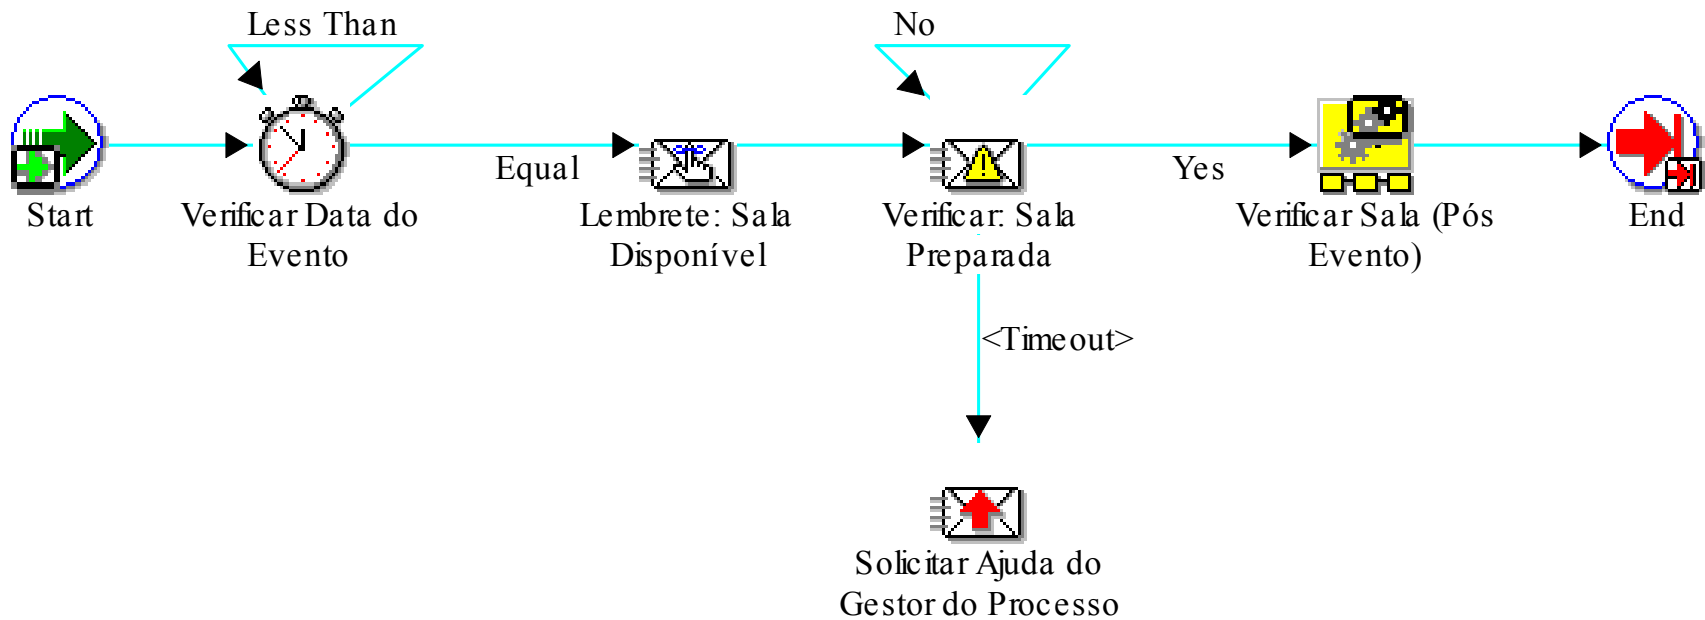 Less Than
No
Equal
Yes
Start
Verificar Data do
Evento
Lembrete: Sala
Disponível
Verificar: Sala
Preparada
Verificar Sala (Pós
Evento)
End
<Timeout>
Solicitar Ajuda do
Gestor do Processo